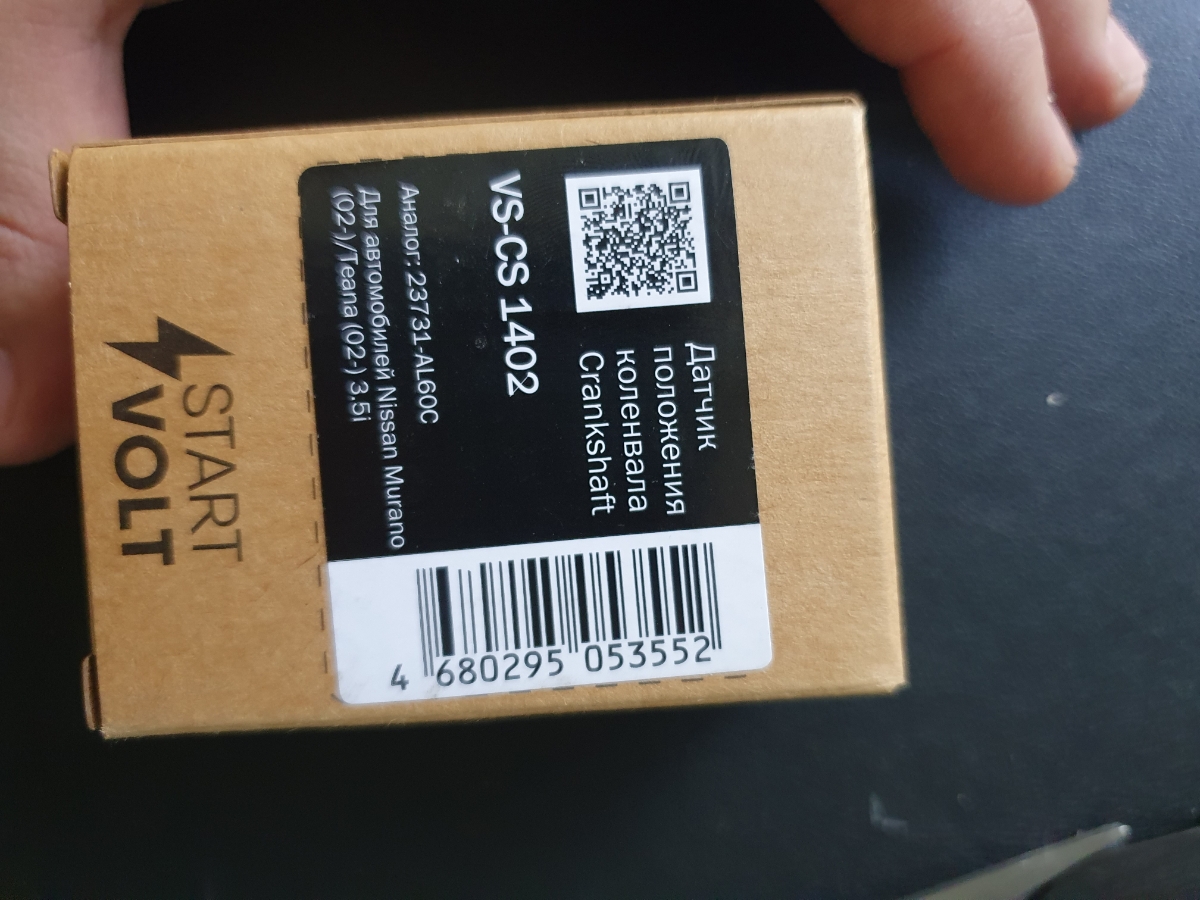 Датчик
положения
коленвала
Crankshaft
VS-CS 1402
Аналог: 23731-AL60C
Для автомобилей Nissan Murano
(02-)/Teana (02-) 3.5i
4 680295 053552
START
VOLT